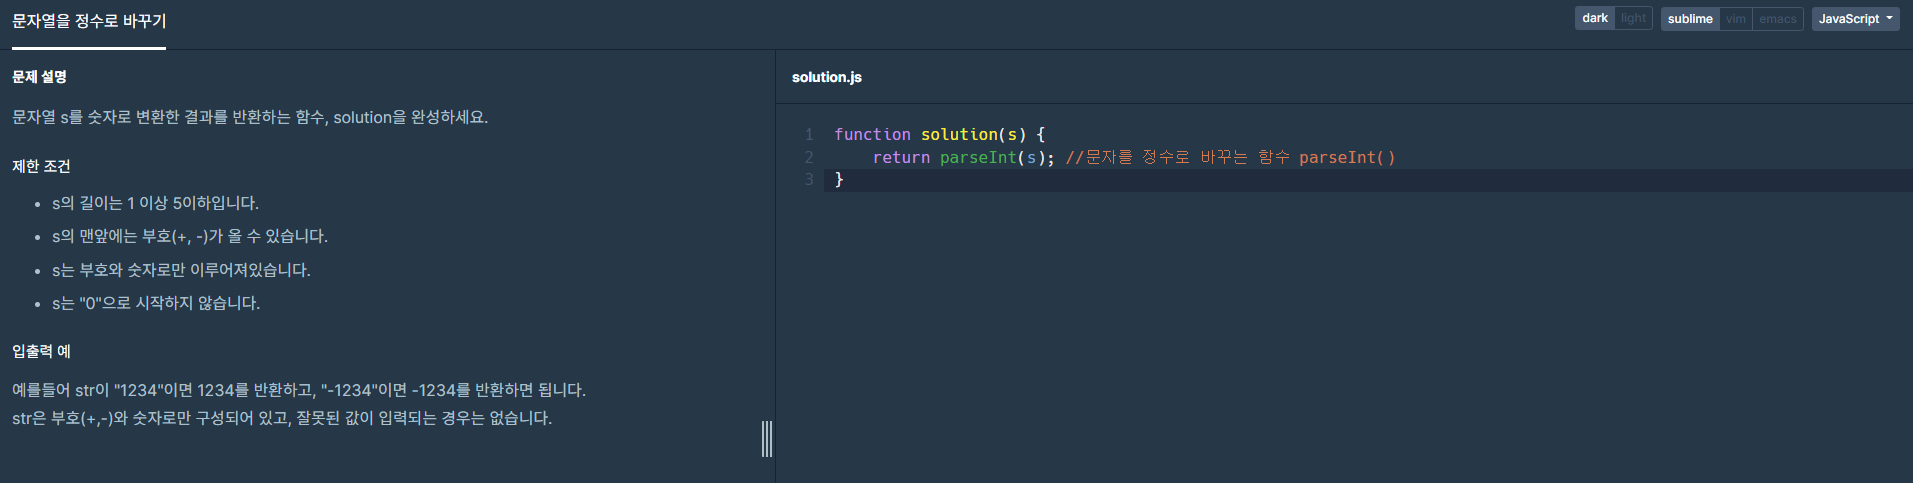 문자열을 정수로 바꾸기
dark light sublime vim emacs JavaScript
문제 설명
문자열 s를 숫자로 변환한 결과를 반환하는 함수, solution을 완성하세요.
제한 조건
s의 길이는 1 이상 5이하입니다.
s의 맨앞에는 부호(+, -)가 올 수 있습니다.
s는 부호와 숫자로만 이루어져있습니다.
s는 "0"으로 시작하지 않습니다.
입출력 예
예를들어 str이 "1234"이면 1234를 반환하고, "-1234"이면 -1234를 반환하면 됩니다.
str은 부호(+,-)와 숫자로만 구성되어 있고, 잘못된 값이 입력되는 경우는 없습니다.
solution.js
1 function solution(s) {
2 return parseInt(s); //문자를 정수로 바꾸는 함수 parseInt()
3 }